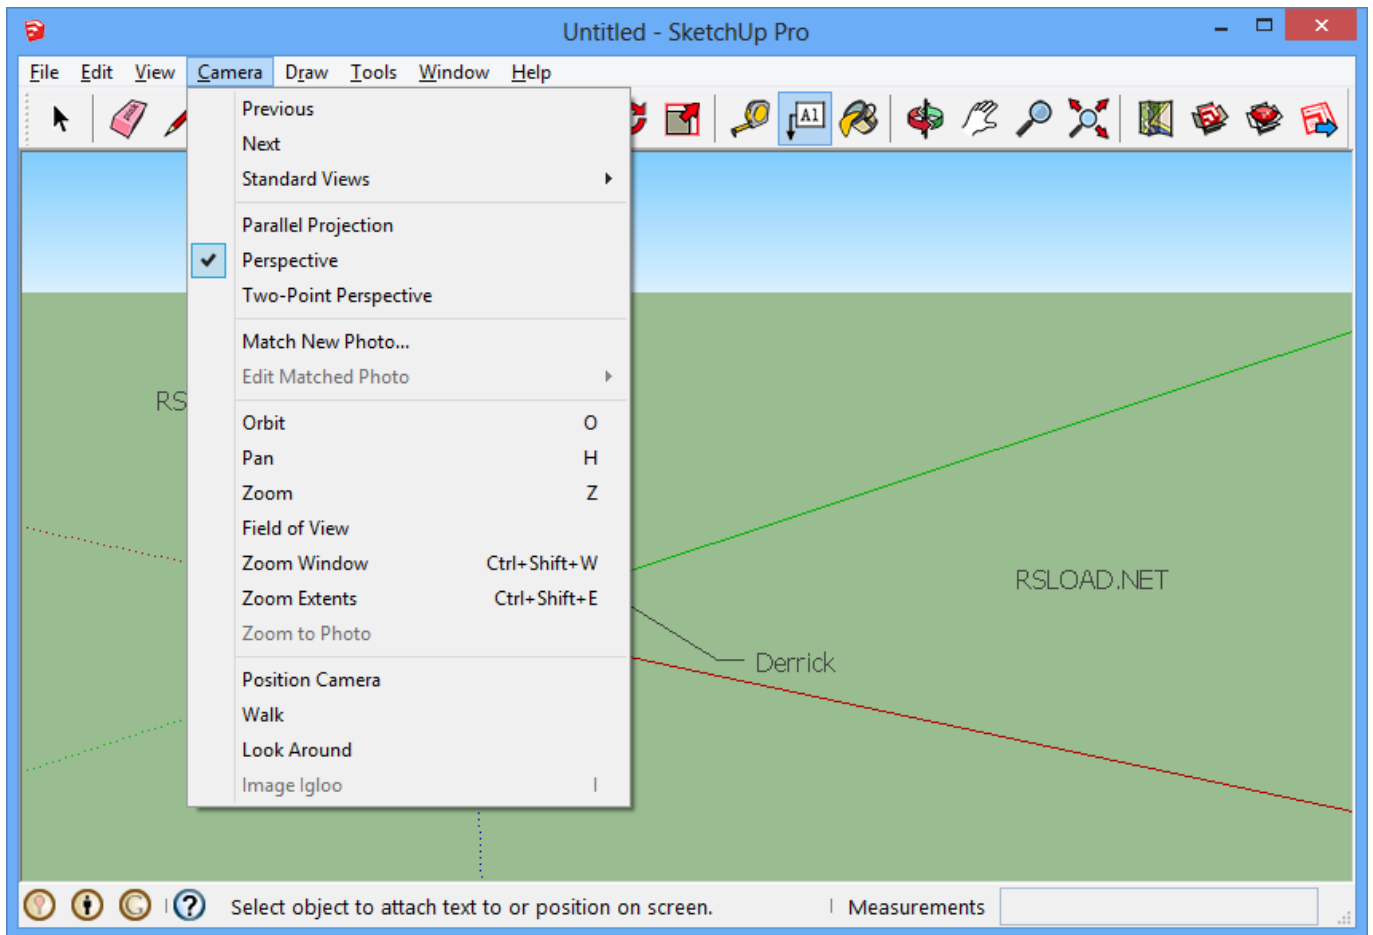 Untitled - SketchUp Pro
File Edit View Camera Draw Tools Window Help
A1
Previous
Next
Standard Views
Parallel Projection
Perspective
Two-Point Perspective
Match New Photo...
Edit Matched Photo
RS
Orbit O
Pan H
Zoom Z
Field of View
Zoom Window Ctrl+Shift+W
Zoom Extents Ctrl+Shift+E
RSLOAD.NET
Zoom to Photo
Derrick
Position Camera
Walk
Look Around
Image Igloo I
Select object to attach text to or position on screen. Measurements